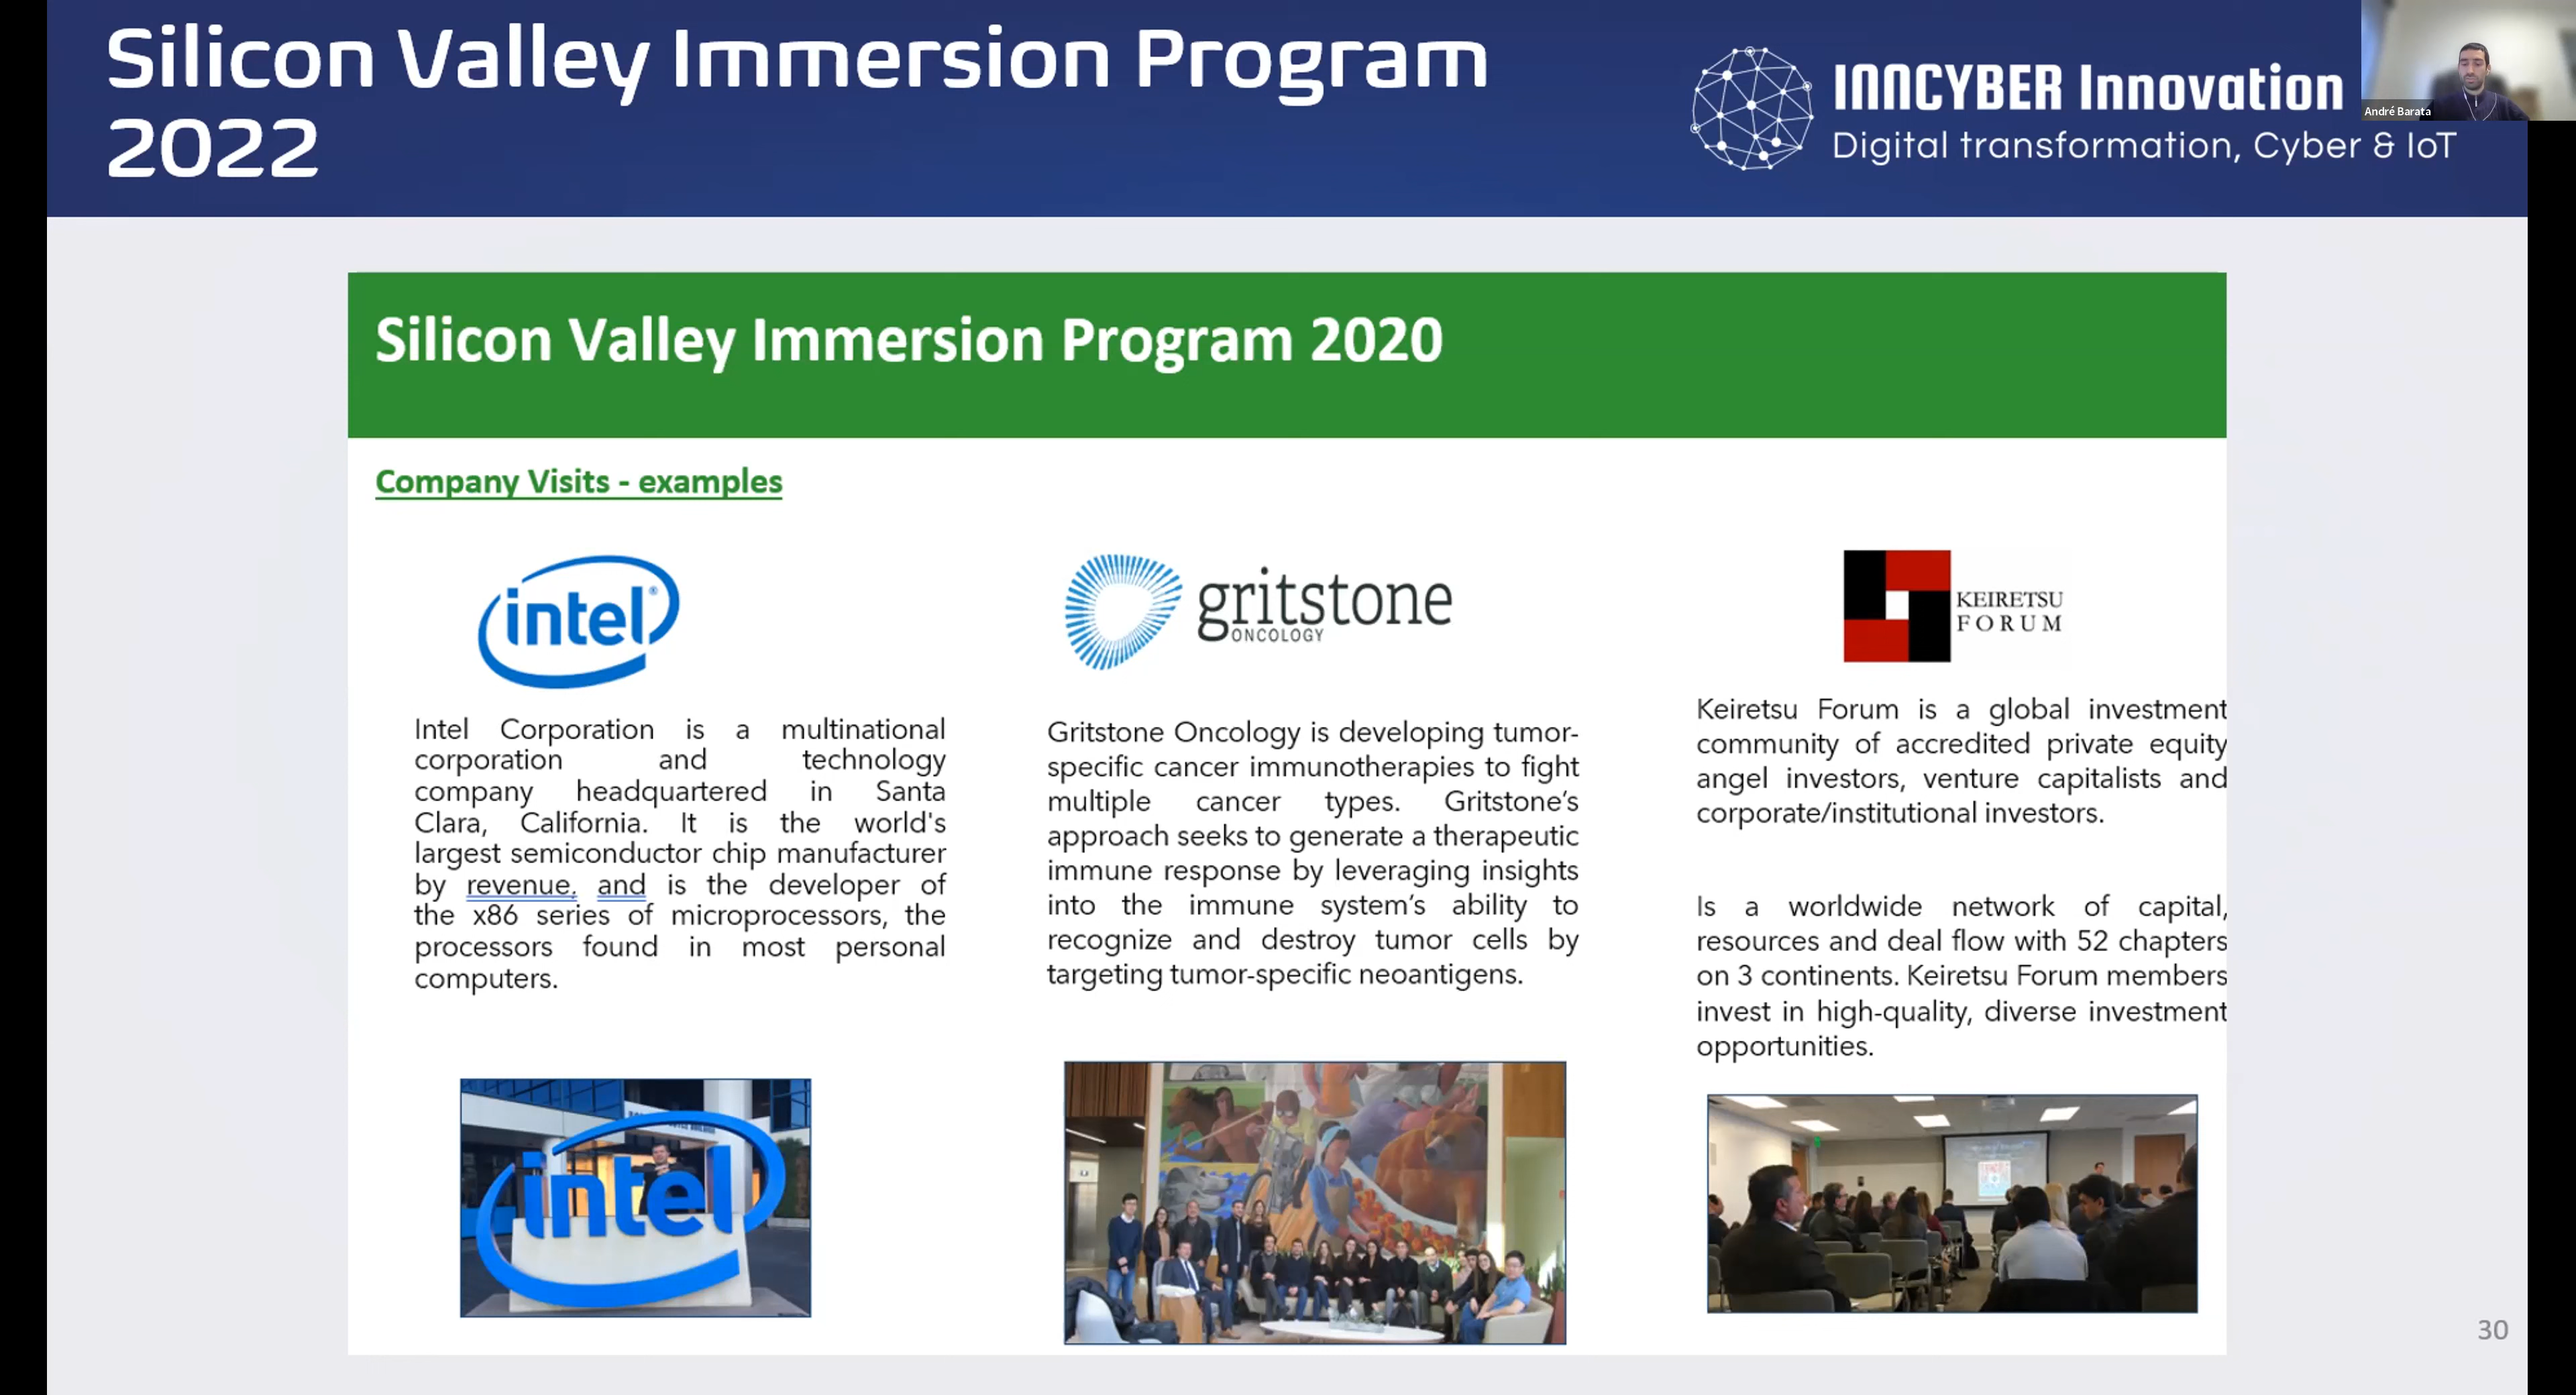 Silicon Valley Immersion Program
2022
INNCYBER Innovation
Digital transformation, Cyber & IoT
André Barata
Silicon Valley Immersion Program 2020
Company Visits - examples
intel®
Intel Corporation is a multinational
corporation and technology
company headquartered in Santa
Clara, California. It is the world's
largest semiconductor chip manufacturer
by revenue, and is the developer of
the x86 series of microprocessors, the
processors found in most personal
computers.
intel
gritstone
ONCOLOGY
Gritstone Oncology is developing tumor-
specific cancer immunotherapies to fight
multiple cancer types. Gritstone’s
approach seeks to generate a therapeutic
immune response by leveraging insights
into the immune system’s ability to
recognize and destroy tumor cells by
targeting tumor-specific neoantigens.
KEIRETSU
FORUM
Keiretsu Forum is a global investment
community of accredited private equity
angel investors, venture capitalists and
corporate/institutional investors.
Is a worldwide network of capital,
resources and deal flow with 52 chapters
on 3 continents. Keiretsu Forum members
invest in high-quality, diverse investment
opportunities.
30